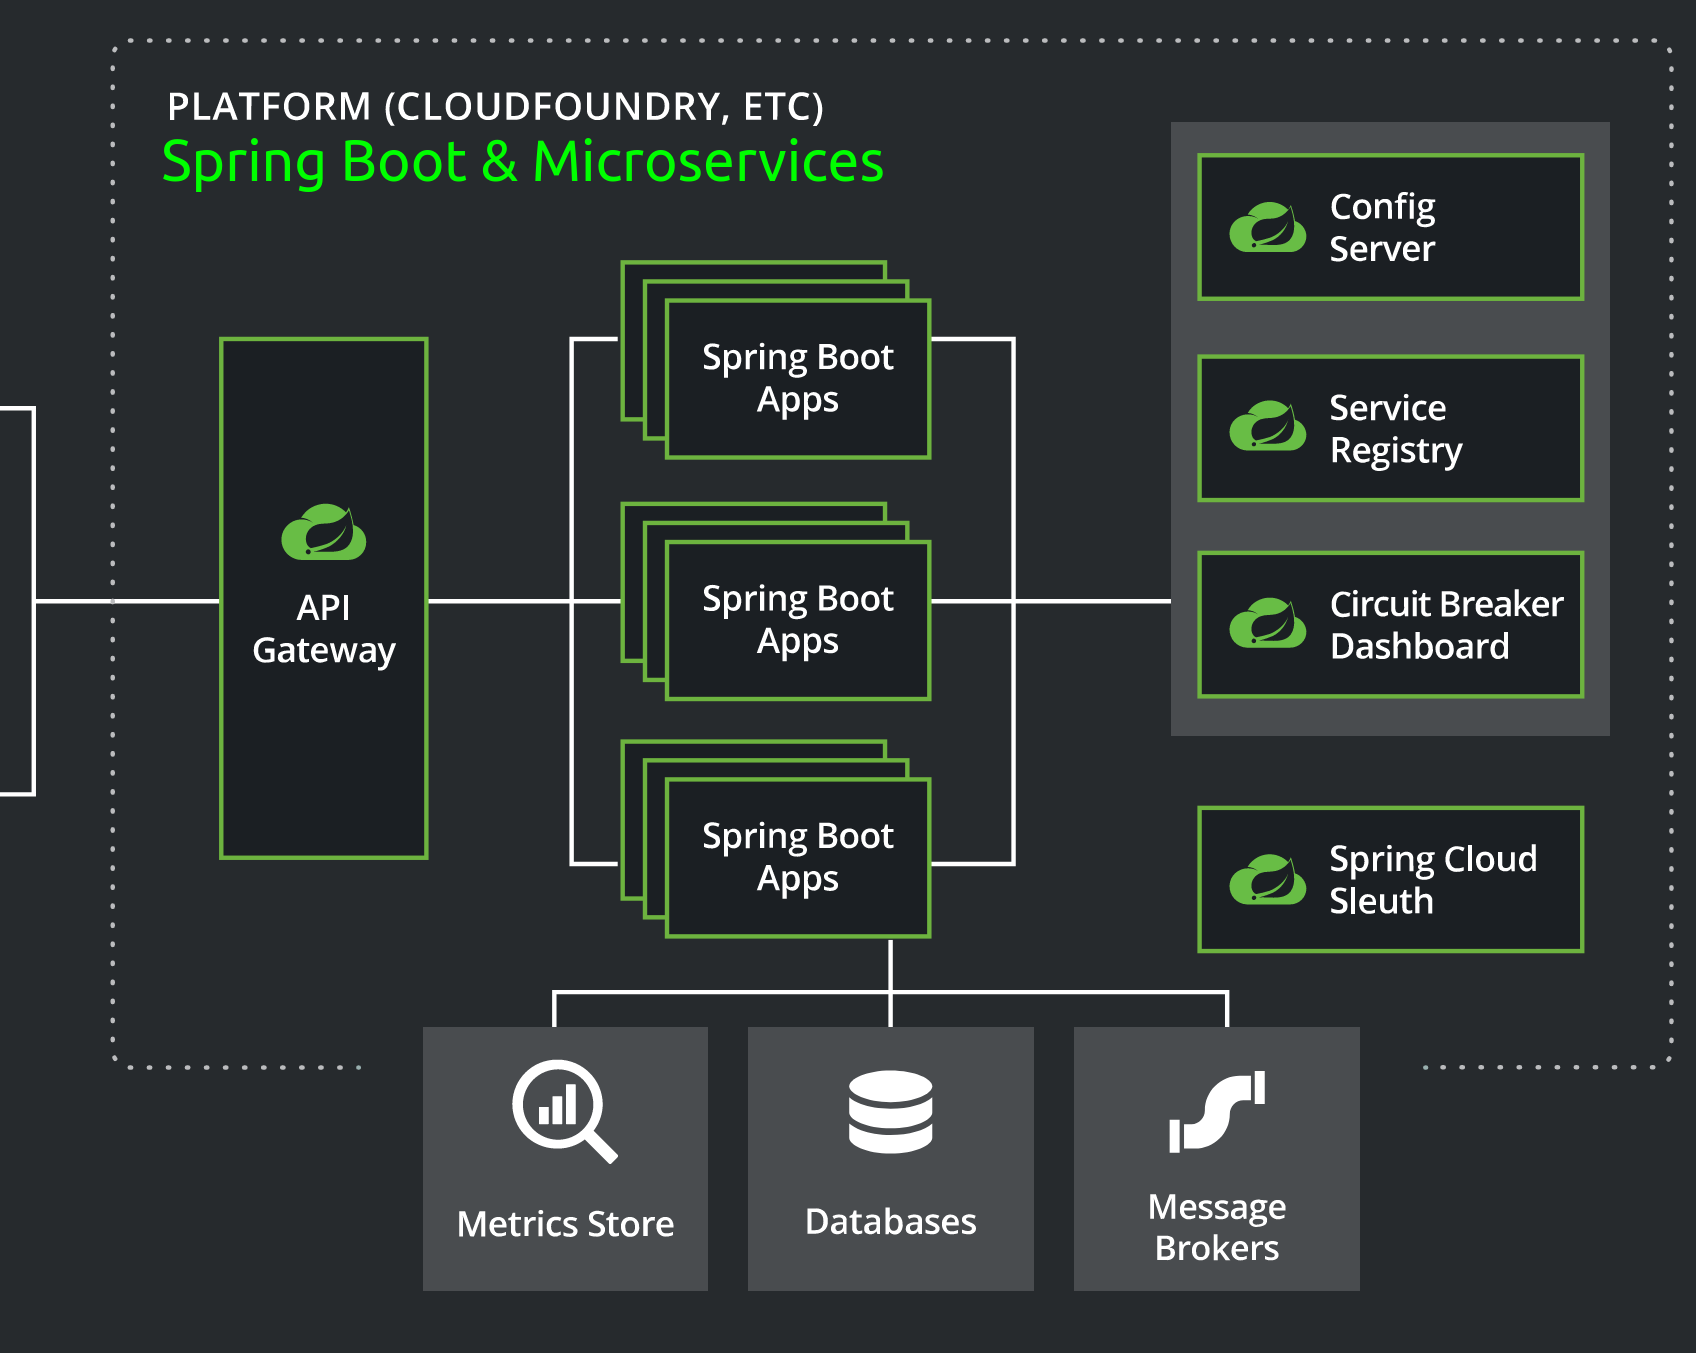 PLATFORM (CLOUDFOUNDRY, ETC)
Spring Boot & Microservices
API
Gateway
Spring Boot
Apps
Spring Boot
Apps
Spring Boot
Apps
Config
Server
Service
Registry
Circuit Breaker
Dashboard
Spring Cloud
Sleuth
Metrics Store
Databases
Message
Brokers